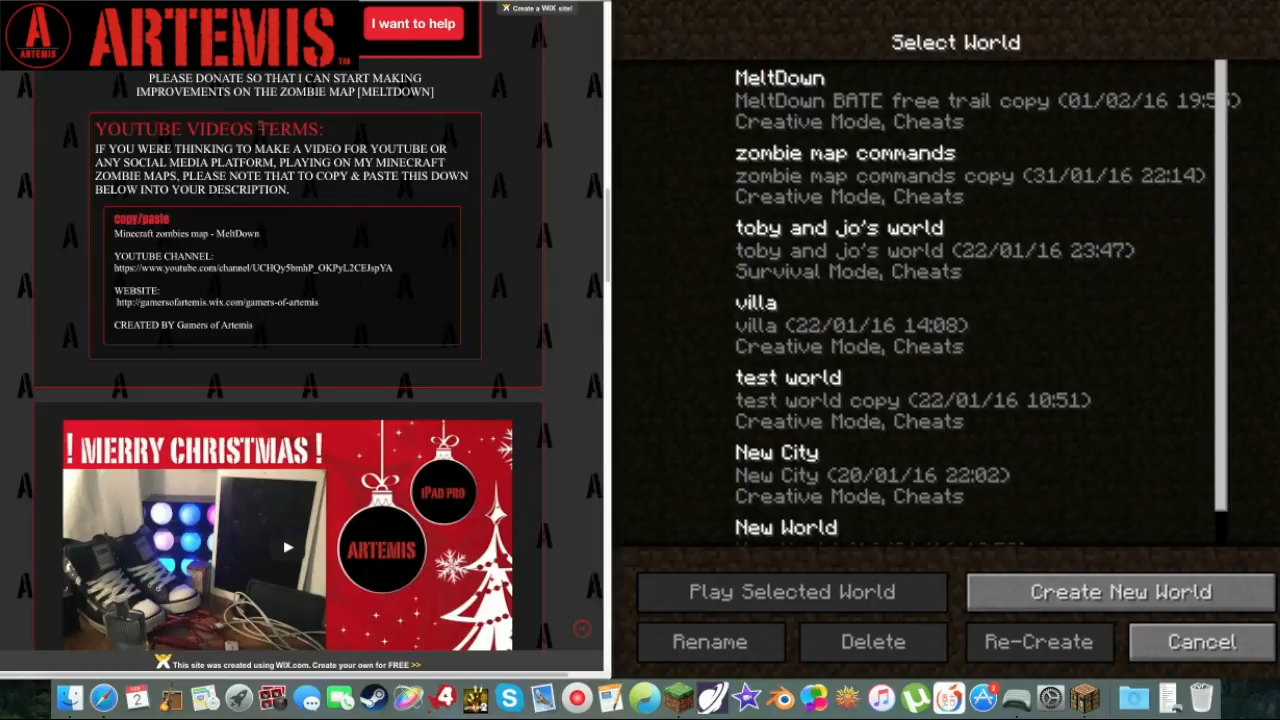 ARTEMIS
ARTEMIS™
I want to help
Create a WIX site!
PLEASE DONATE SO THAT I CAN START MAKING
IMPROVEMENTS ON THE ZOMBIE MAP [MELTDOWN]
YOUTUBE VIDEOS TERMS:
IF YOU WERE THINKING TO MAKE A VIDEO FOR YOUTUBE OR
ANY SOCIAL MEDIA PLATFORM, PLAYING ON MY MINECRAFT
ZOMBIE MAPS, PLEASE NOTE THAT TO COPY & PASTE THIS DOWN
BELOW INTO YOUR DESCRIPTION.
copy/paste
Minecraft zombies map - MeltDown
YOUTUBE CHANNEL:
https://www.youtube.com/channel/UCHQy5bmhP_OKPyL2CEJspYA
WEBSITE:
http://gamersofartemis.wix.com/gamers-of-artemis
CREATED BY Gamers of Artemis
! MERRY CHRISTMAS !
iPAD PRO
ARTEMIS
This site was created using WIX.com. Create your own for FREE >>
Select World
MeltDown
MeltDown BATE free trail copy (01/02/16 19:55)
Creative Mode, Cheats
zombie map commands
zombie map commands copy (31/01/16 22:14)
Creative Mode, Cheats
toby and jo's world
toby and jo's world (22/01/16 23:47)
Survival Mode, Cheats
villa
villa (22/01/16 14:08)
Creative Mode, Cheats
test world
test world copy (22/01/16 10:51)
Creative Mode, Cheats
New City
New City (20/01/16 22:02)
Creative Mode, Cheats
New World
Play Selected World
Create New World
Rename
Delete
Re-Create
Cancel